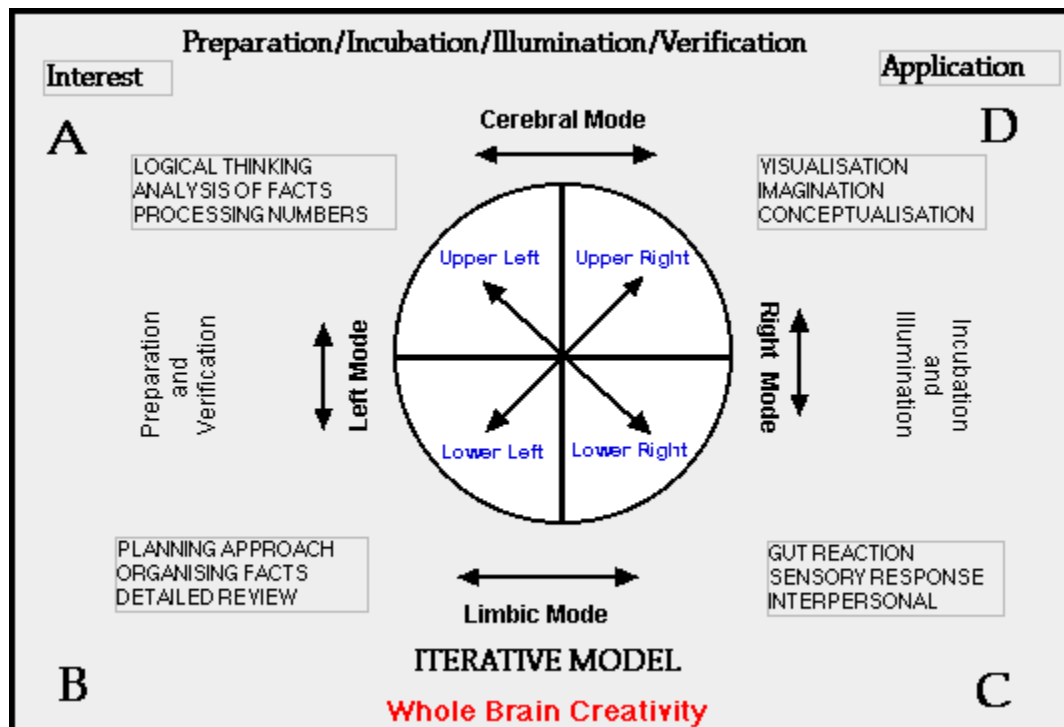 Preparation/Incubation/Illumination/Verification
Interest
Application
A
Cerebral Mode
D
LOGICAL THINKING
ANALYSIS OF FACTS
PROCESSING NUMBERS
VISUALISATION
IMAGINATION
CONCEPTUALISATION
Upper Left
Upper Right
Preparation
and
Verification
Left Mode
Right Mode
Incubation
and
Illumination
Lower Left
Lower Right
PLANNING APPROACH
ORGANISING FACTS
DETAILED REVIEW
GUT REACTION
SENSORY RESPONSE
INTERPERSONAL
Limbic Mode
ITERATIVE MODEL
B
C
Whole Brain Creativity